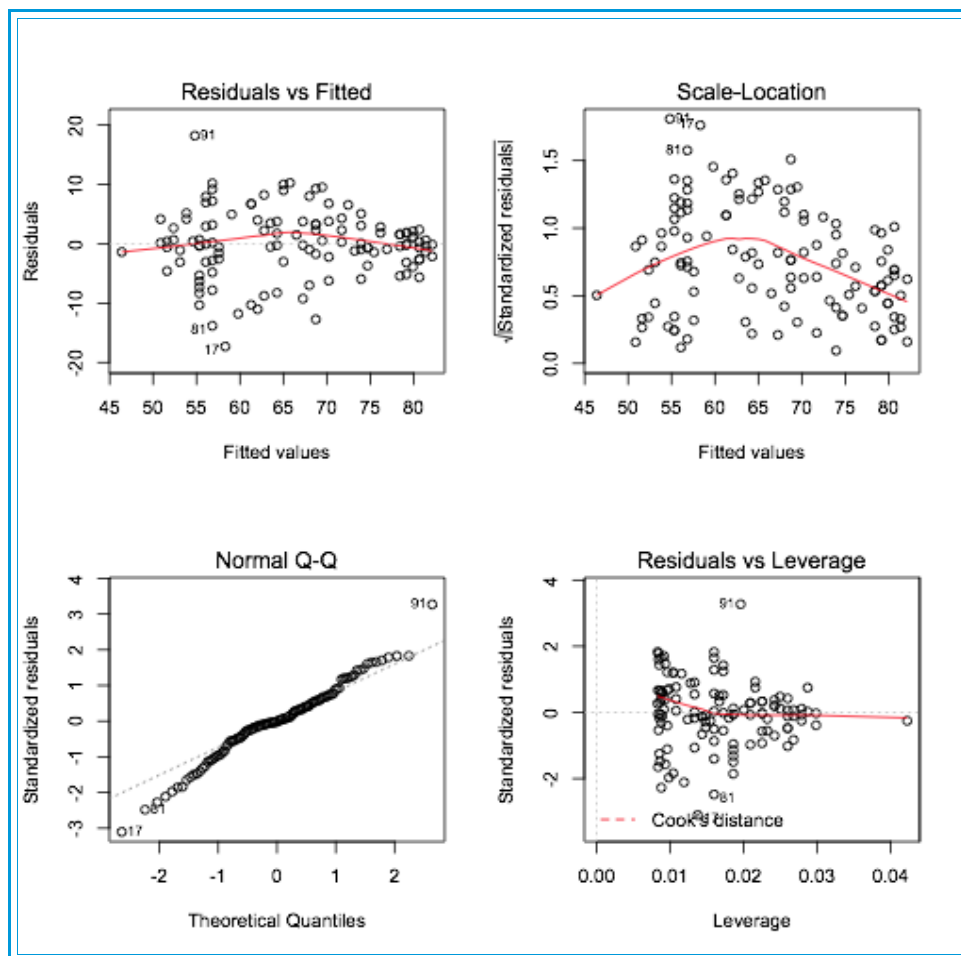 Residuals vs Fitted
Residuals
20
10
0
-10
-20
91
81
17
45 50 55 60 65 70 75 80
Fitted values
Scale-Location
√|Standardized residuals|
1.5
1.0
0.5
0.0
91
17
81
45 50 55 60 65 70 75 80
Fitted values
Normal Q-Q
Standardized residuals
4
3
2
1
0
-1
-2
-3
91
81
17
-2 -1 0 1 2
Theoretical Quantiles
Residuals vs Leverage
Standardized residuals
4
2
0
-2
91
81
17
Cook's distance
0.00 0.01 0.02 0.03 0.04
Leverage